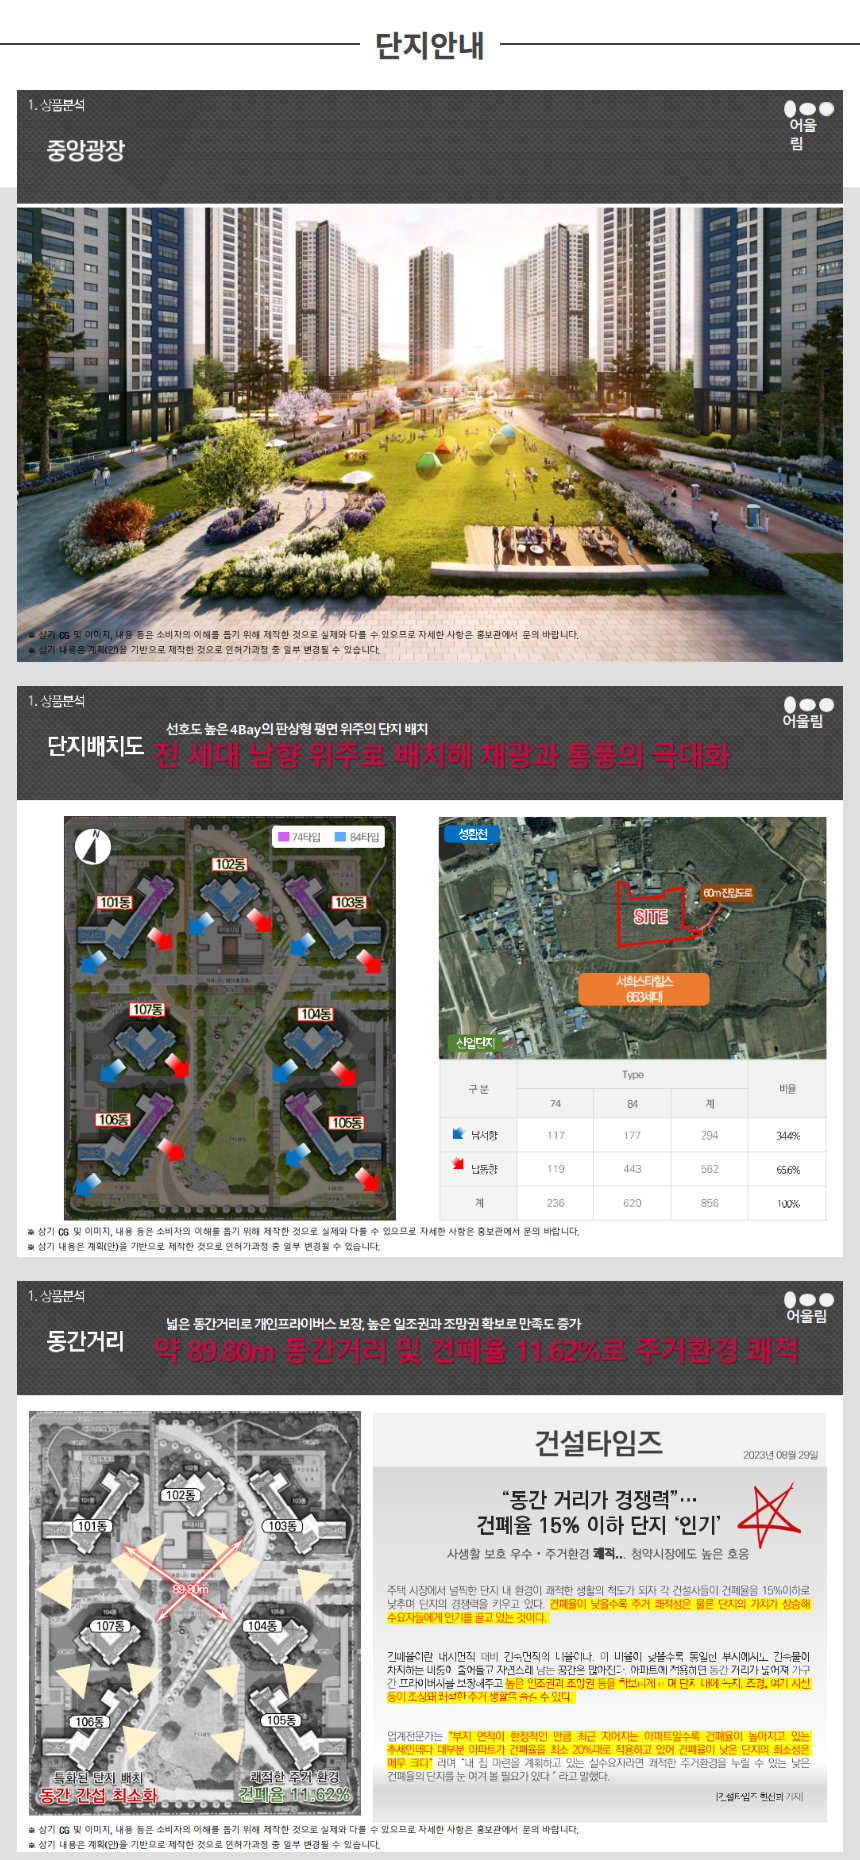 단지안내
1. 상품분석
어울
림
중앙광장
※ 상기 CG 및 이미지, 내용 등은 소비자의 이해를 돕기 위해 제작한 것으로 실제와 다를 수 있으므로 자세한 사항은 홍보관에서 문의 바랍니다.
※ 상기 내용은 계획(안)을 기반으로 제작한 것으로 인허가과정 중 일부 변경될 수 있습니다.
1. 상품분석
어울림
선호도 높은 4Bay의 판상형 평면 위주의 단지 배치
단지배치도 전 세대 남향 위주로 배치해 채광과 통풍의 극대화
N
74타입 84타입
102동
101동
103동
107동
104동
106동
105동
성환천
60m진입도로
SITE
서희스타힐스
653세대
산업단지
구분 Type 비율
74 84 계
남서향 117 177 294 34.4%
남동향 119 443 562 65.6%
계 236 620 856 100%
※ 상기 CG 및 이미지, 내용 등은 소비자의 이해를 돕기 위해 제작한 것으로 실제와 다를 수 있으므로 자세한 사항은 홍보관에서 문의 바랍니다.
※ 상기 내용은 계획(안)을 기반으로 제작한 것으로 인허가과정 중 일부 변경될 수 있습니다.
1. 상품분석
어울림
넓은 동간거리로 개인프라이버스 보장, 높은 일조권과 조망권 확보로 만족도 증가
동간거리 약 89.80m 동간거리 및 건폐율 11.62%로 주거환경 쾌적
102동
101동
103동
89.80m
107동
104동
106동
105동
특화된 단지 배치
동간 간섭 최소화
쾌적한 주거 환경
건폐율 11.62%
건설타임즈
2023년 08월 29일
“동간 거리가 경쟁력”…
건폐율 15% 이하 단지 ‘인기’
사생활 보호 우수・주거환경 쾌적... 청약시장에도 높은 호응
주택 시장에서 널찍한 단지 내 환경이 쾌적한 생활의 척도가 되자 각 건설사들이 건폐율을 15%이하로
낮추며 단지의 경쟁력을 키우고 있다. 건폐율이 낮을수록 주거 쾌적성은 물론 단지의 가치가 상승해
수요자들에게 인기를 끌고 있는 것이다.
건폐율이란 대지면적 대비 건축면적의 비율이다. 이 비율이 낮을수록 동일한 부지에서도 건축물이
차지하는 비중이 줄어들고 자연스레 남는 공간은 많아진다. 아파트에 적용하면 동간 거리가 넓어져 가구
간 프라이버시를 보장해주고 높은 일조권과 조망권 등을 확보하게 되며 단지 내에 녹지, 조경, 여가 시설
등이 조성돼 쾌적한 주거 생활을 즐길 수 있다.
업계전문가는 “부지 면적이 한정적인 만큼 최근 지어지는 아파트일수록 건폐율이 높아지고 있는
추세인데다 대부분 아파트가 건폐율을 최소 20%대로 적용하고 있어 건폐율이 낮은 단지의 희소성은
매우 크다” 라며 “내 집 마련을 계획하고 있는 실수요자라면 쾌적한 주거환경을 누릴 수 있는 낮은
건폐율의 단지를 눈 여겨 볼 필요가 있다 “ 라고 말했다.
건설타임즈 기자
※ 상기 CG 및 이미지, 내용 등은 소비자의 이해를 돕기 위해 제작한 것으로 실제와 다를 수 있으므로 자세한 사항은 홍보관에서 문의 바랍니다.
※ 상기 내용은 계획(안)을 기반으로 제작한 것으로 인허가과정 중 일부 변경될 수 있습니다.